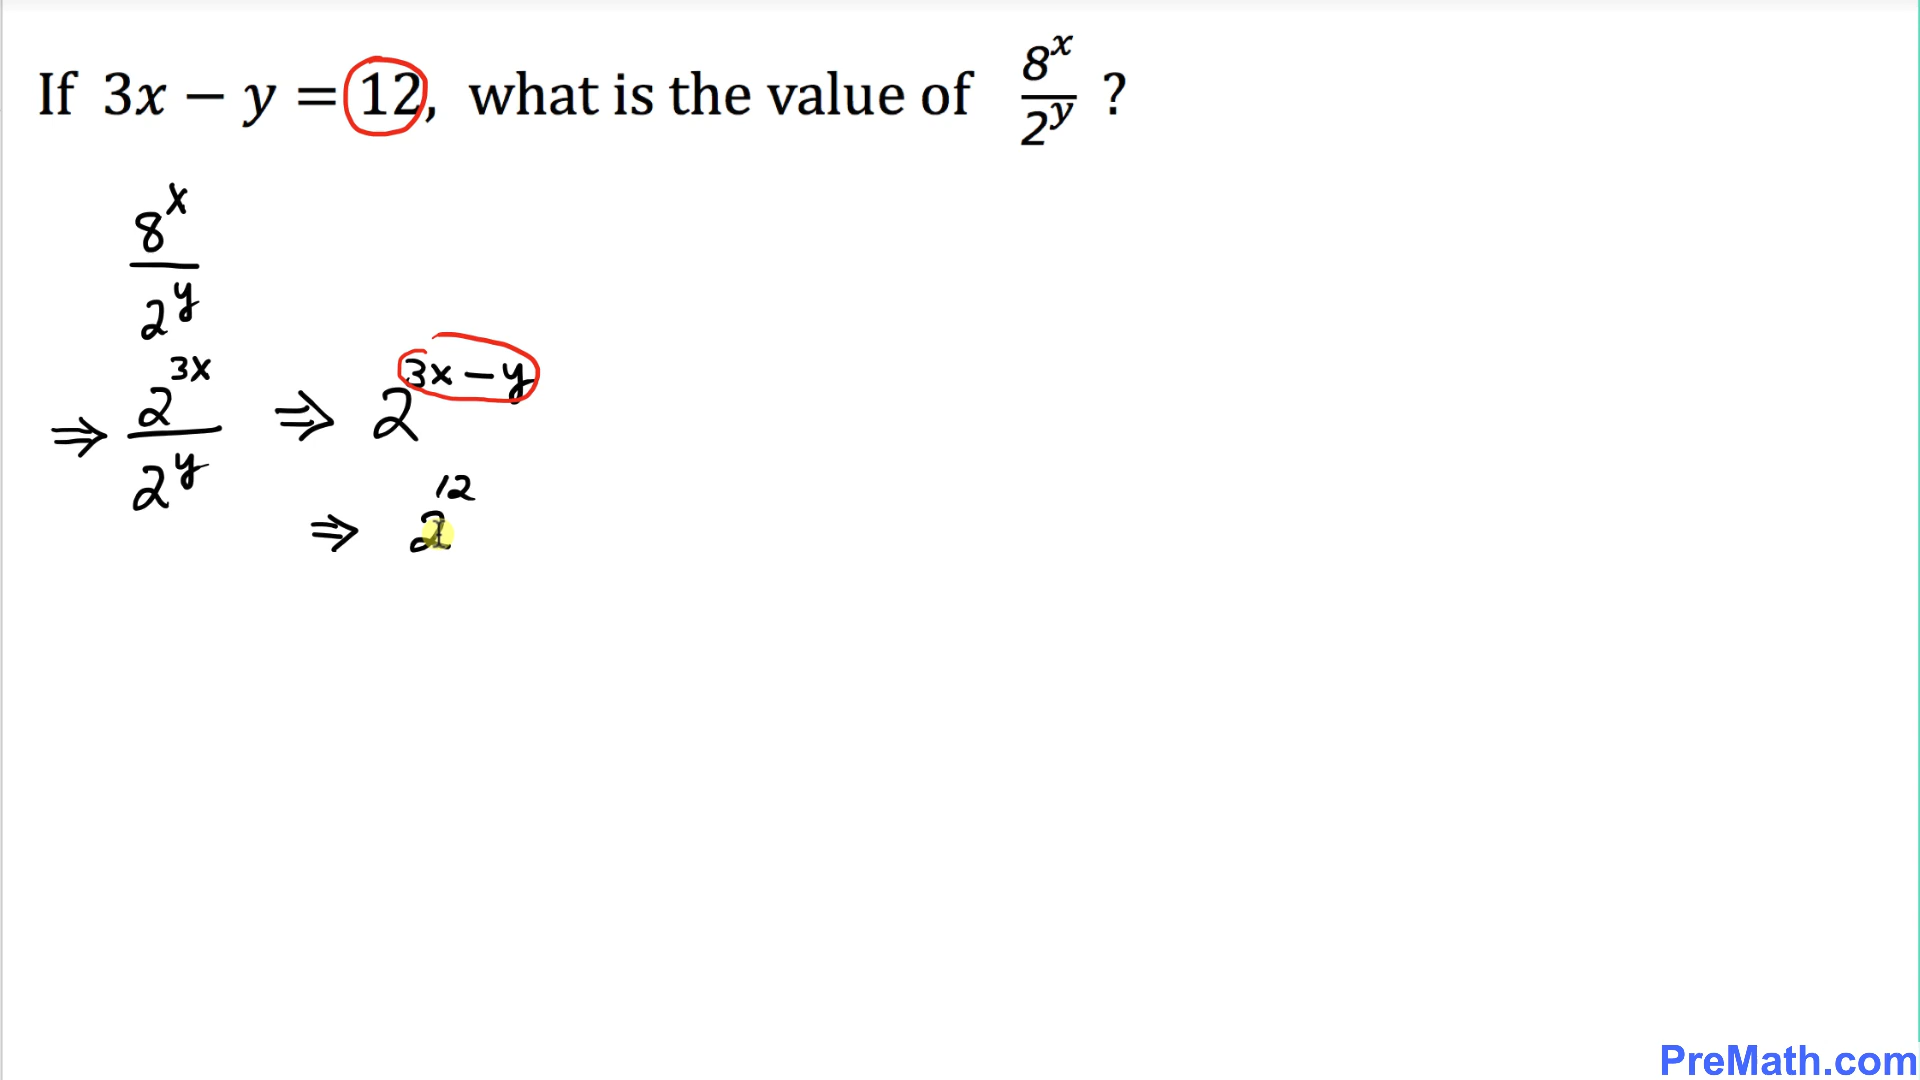 If 3x − y = 12, what is the value of 8^x / 2^y ?
8^x / 2^y
⇒ 2^3x / 2^y ⇒ 2^3x−y
⇒ 2^12
PreMath.com